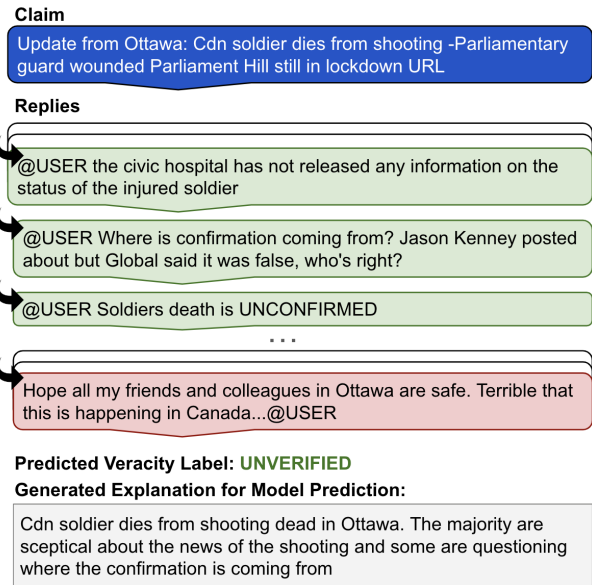 Claim
Update from Ottawa: Cdn soldier dies from shooting -Parliamentary
guard wounded Parliament Hill still in lockdown URL
Replies
@USER the civic hospital has not released any information on the
status of the injured soldier
@USER Where is confirmation coming from? Jason Kenney posted
about but Global said it was false, who's right?
@USER Soldiers death is UNCONFIRMED
...
Hope all my friends and colleagues in Ottawa are safe. Terrible that
this is happening in Canada...@USER
Predicted Veracity Label: UNVERIFIED
Generated Explanation for Model Prediction:
Cdn soldier dies from shooting dead in Ottawa. The majority are
sceptical about the news of the shooting and some are questioning
where the confirmation is coming from